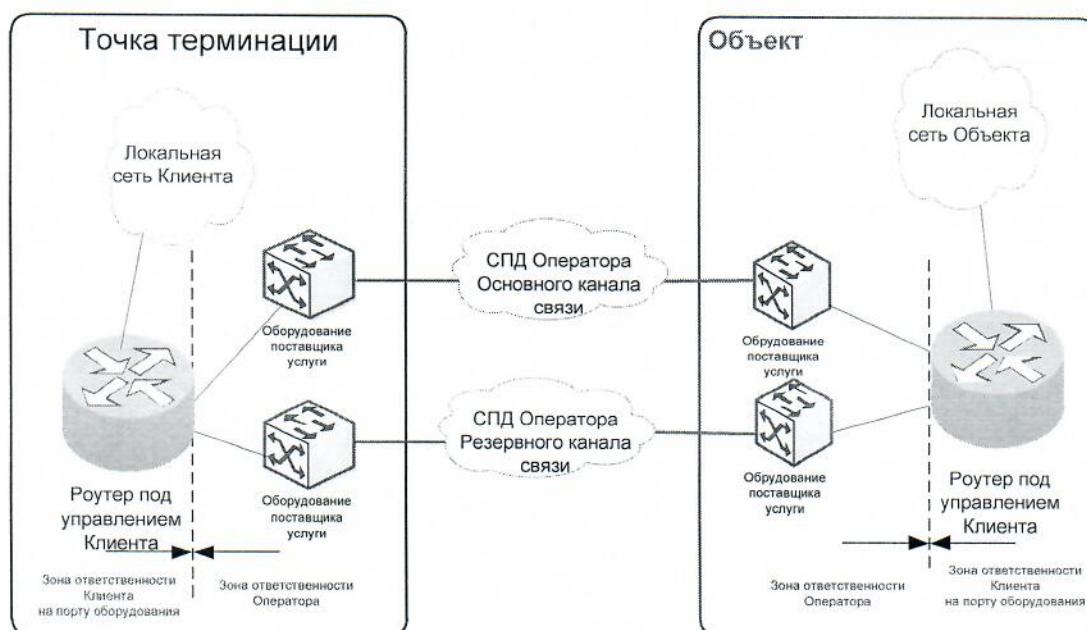 Точка терминации
Объект
Локальная
сеть Клиента
Локальная
сеть Объекта
СПД Оператора
Основного канала
связи
Оборудование
поставщика
услуги
Обрудование
поставщика
услуги
СПД Оператора
Резервного канала
связи
Оборудование
поставщика
услуги
Оборудование
поставщика
услуги
Роутер под
управлением
Клиента
Роутер под
управлением
Клиента
Зона ответственности
Клиента
на порту оборудования
Зона ответственности
Оператора
Зона ответственности
Оператора
Зона ответственности
Клиента
на порту оборудования